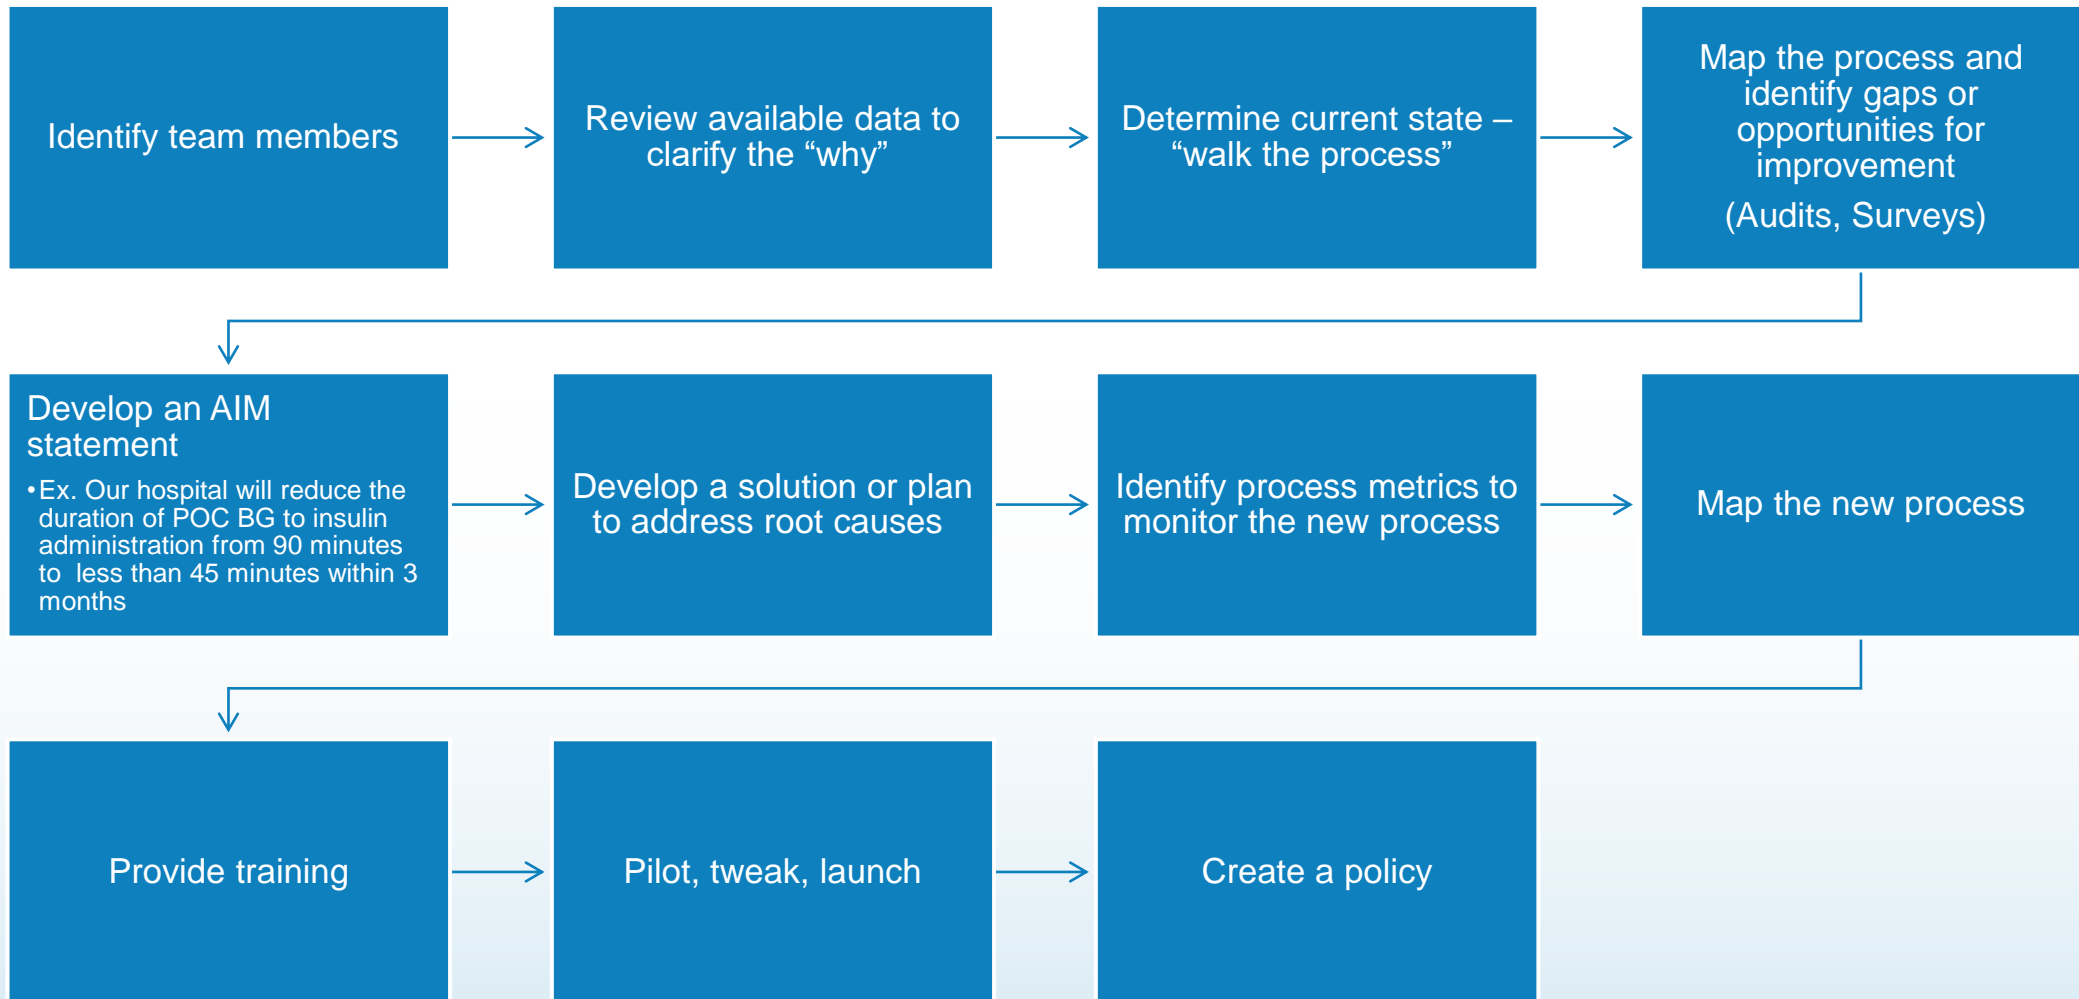 Identify team members
Review available data to
clarify the “why”
Determine current state –
“walk the process”
Map the process and
identify gaps or
opportunities for
improvement
(Audits, Surveys)
Develop an AIM
statement
•Ex. Our hospital will reduce the
duration of POC BG to insulin
administration from 90 minutes
to  less than 45 minutes within 3
months
Develop a solution or plan
to address root causes
Identify process metrics to
monitor the new process
Map the new process
Provide training
Pilot, tweak, launch
Create a policy